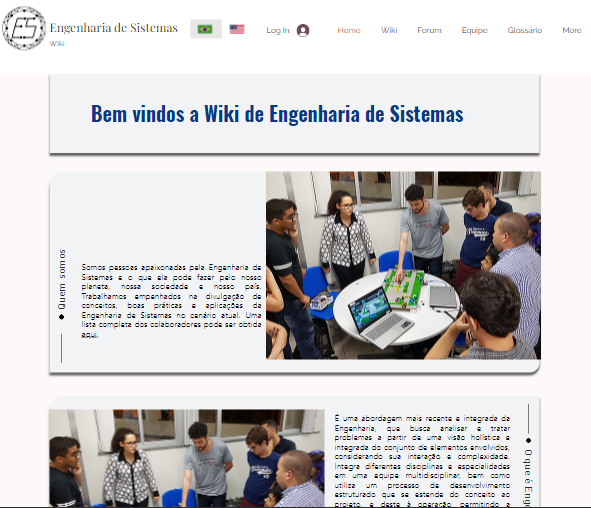 ES
Engenharia de Sistemas
Wiki
Log In
Home
Wiki
Forum
Equipe
Glossário
More
Bem vindos a Wiki de Engenharia de Sistemas
Quem somos
Somos pessoas apaixonadas pela Engenharia de
Sistemas e o que ela pode fazer pelo nosso
planeta, nossa sociedade e nosso país.
Trabalhamos empenhados na divulgação de
conceitos, boas práticas e aplicações da
Engenharia de Sistemas no cenário atual. Uma
lista completa dos colaboradores pode ser obtida
aqui.
É uma abordagem mais recente e integrada da
Engenharia, que busca analisar e tratar
problemas a partir de uma visão holística e
integrada do conjunto de elementos envolvidos,
considerando sua interação e complexidade.
Integra diferentes disciplinas e especialidades
em uma equipe multidisciplinar, bem como
utiliza um processo de desenvolvimento
estruturado que se estende do conceito ao
projeto, e deste à operação, permitindo a
O que é Enge